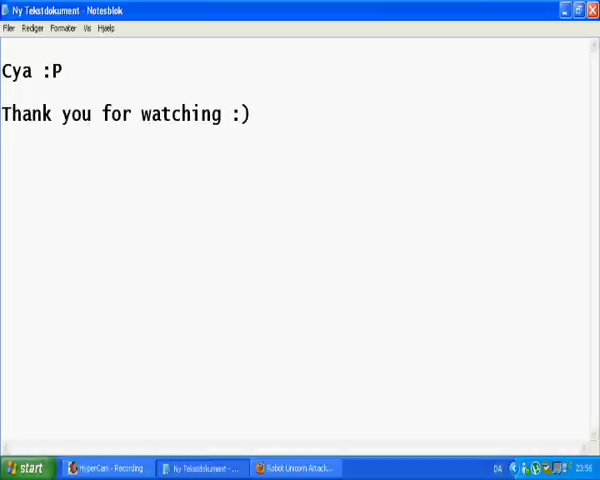 Ny Tekstdokument - Notesblok
Filer Rediger Formater Vis Hjælp
Cya :P
Thank you for watching :)
start
HyperCam - Recording
Ny Tekstdokument - ...
Robot Unicorn Attack...
DA
23:56